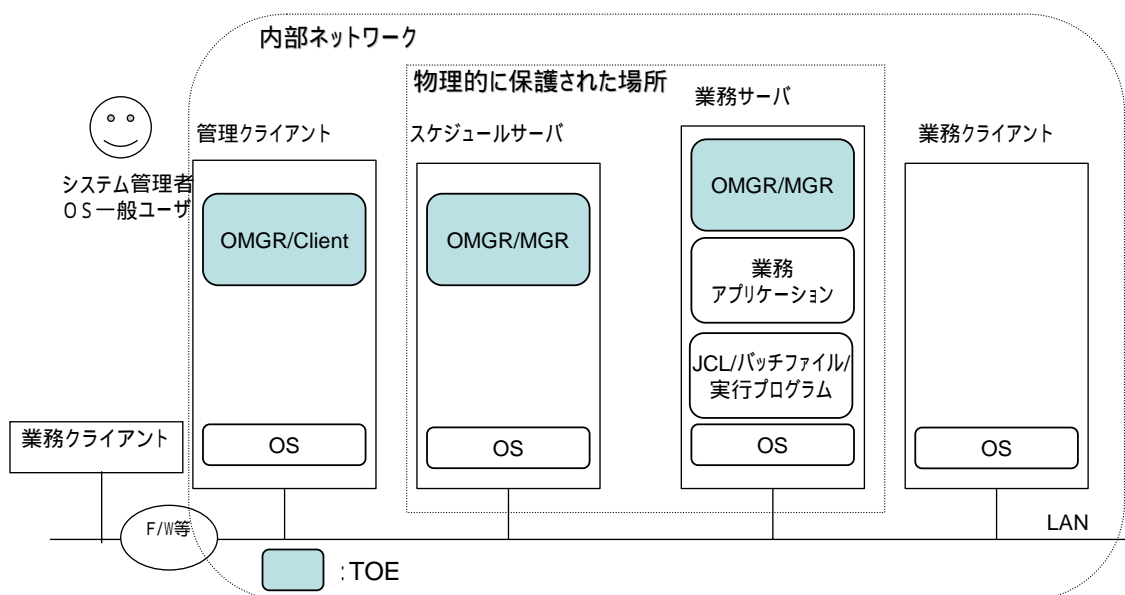 内部ネットワーク
物理的に保護された場所
業務サーバ
管理クライアント
スケジュールサーバ
業務クライアント
システム管理者
OS一般ユーザ
OMGR/Client
OMGR/MGR
OMGR/MGR
業務
アプリケーション
JCL/バッチファイル/
実行プログラム
業務クライアント
OS
OS
OS
OS
F/W等
LAN
:TOE